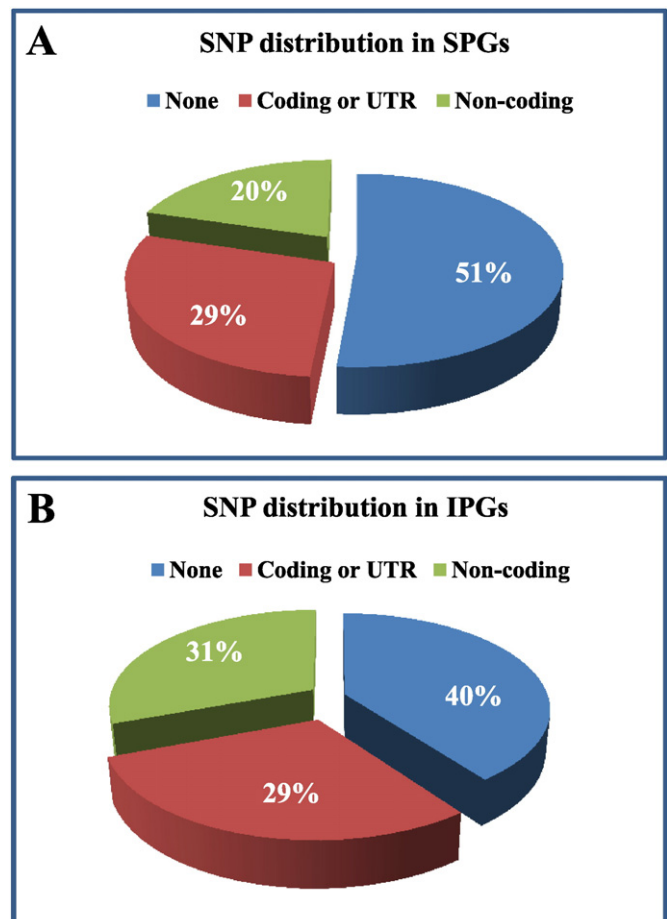 A
SNP distribution in SPGs
None Coding or UTR Non-coding
20%
51%
29%
B
SNP distribution in IPGs
None Coding or UTR Non-coding
31%
40%
29%